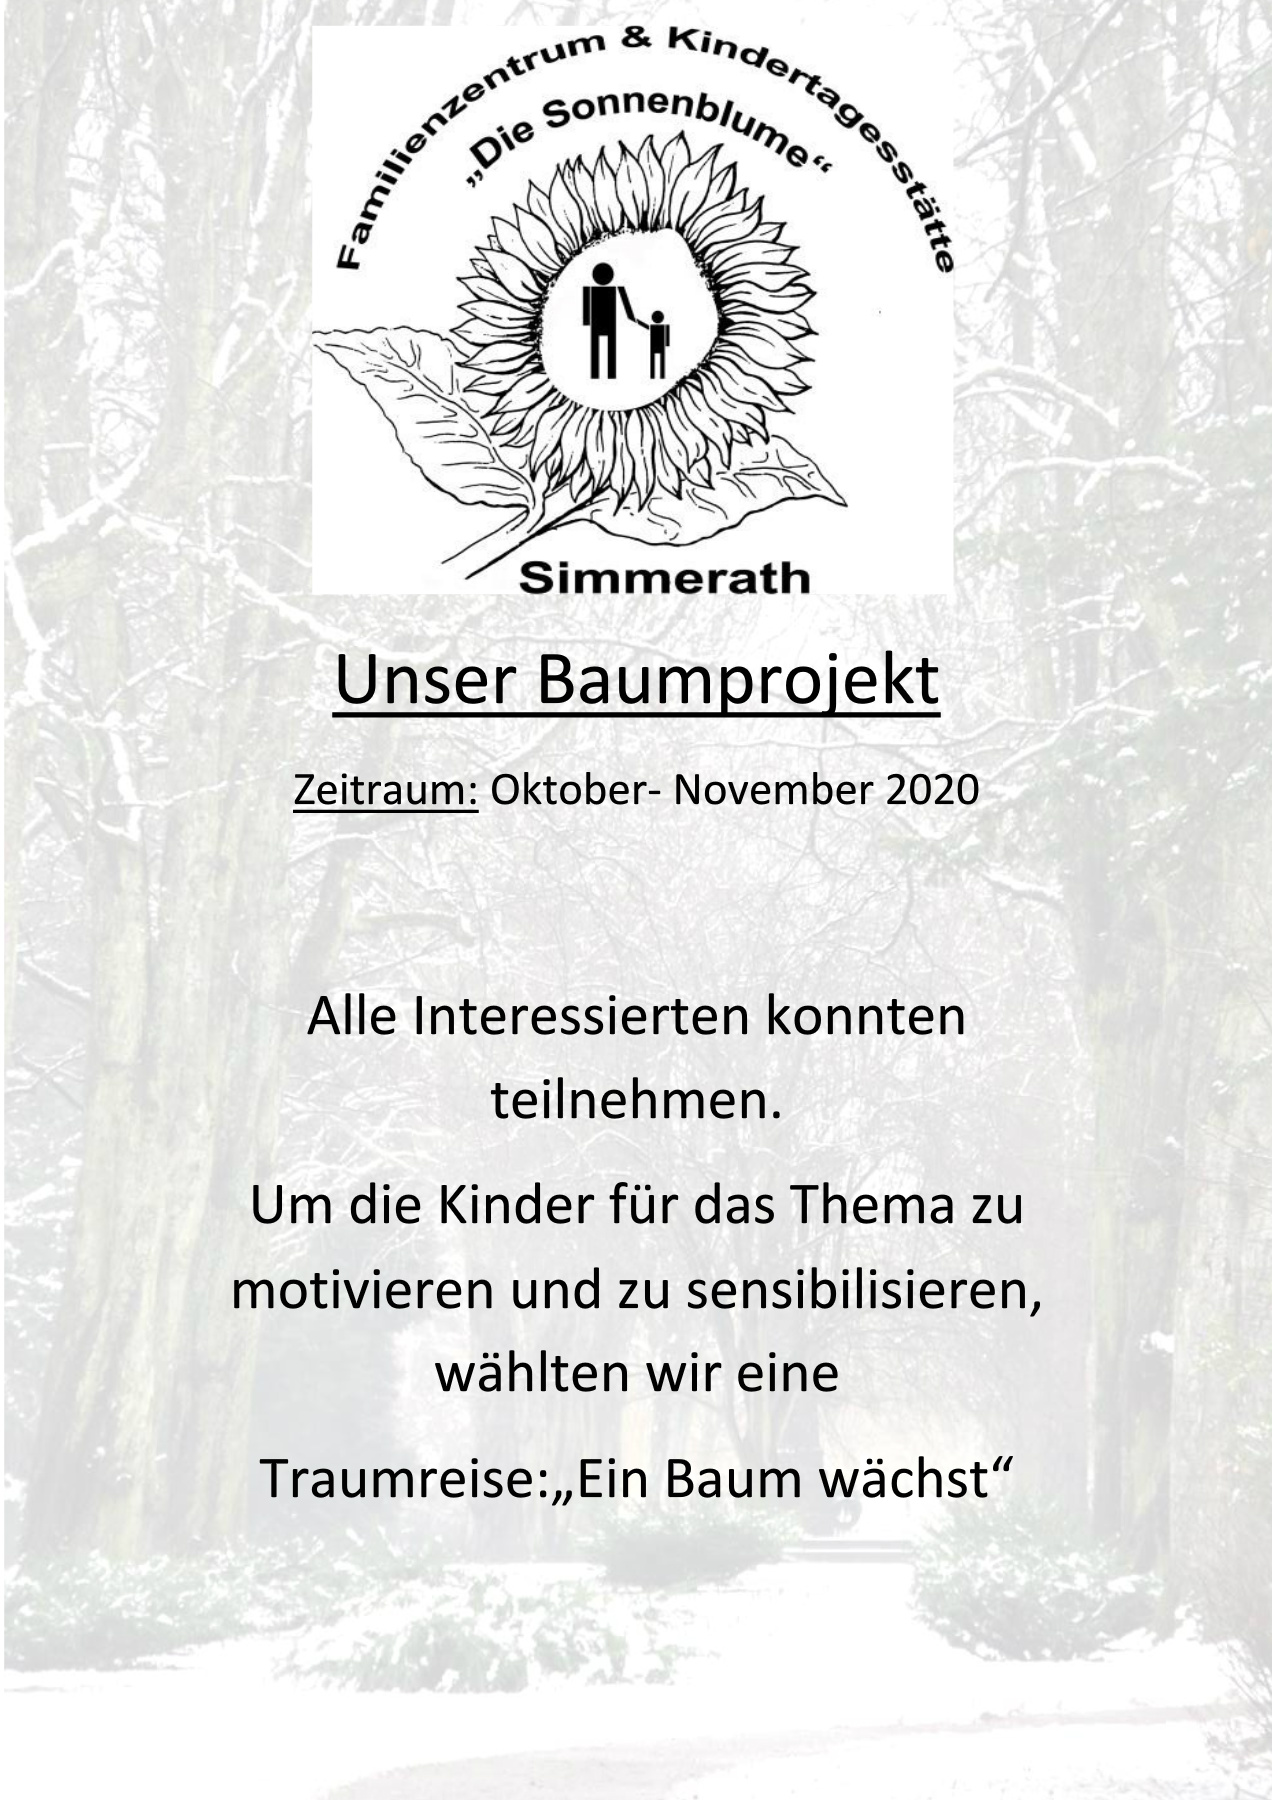 Familienzentrum & Kindertagesstätte
„Die Sonnenblume“
Simmerath
Unser Baumprojekt
Zeitraum: Oktober- November 2020
Alle Interessierten konnten
teilnehmen.
Um die Kinder für das Thema zu
motivieren und zu sensibilisieren,
wählten wir eine
Traumreise:„Ein Baum wächst“